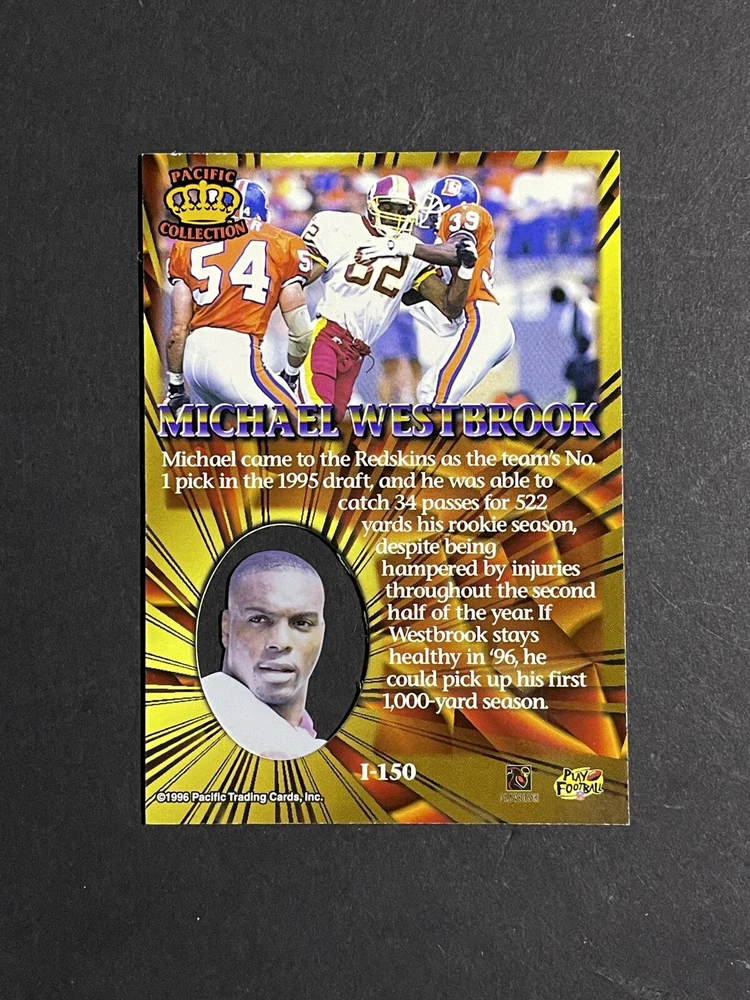 PACIFIC
COLLECTION
54
82
39
MICHAEL WESTBROOK
Michael came to the Redskins as the team's No.
1 pick in the 1995 draft, and he was able to
catch 34 passes for 522
yards his rookie season,
despite being
hampered by injuries
throughout the second
half of the year. If
Westbrook stays
healthy in '96, he
could pick up his first
1,000-yard season.
I-150
PLAY
FOOTBALL
©1996 Pacific Trading Cards, Inc.